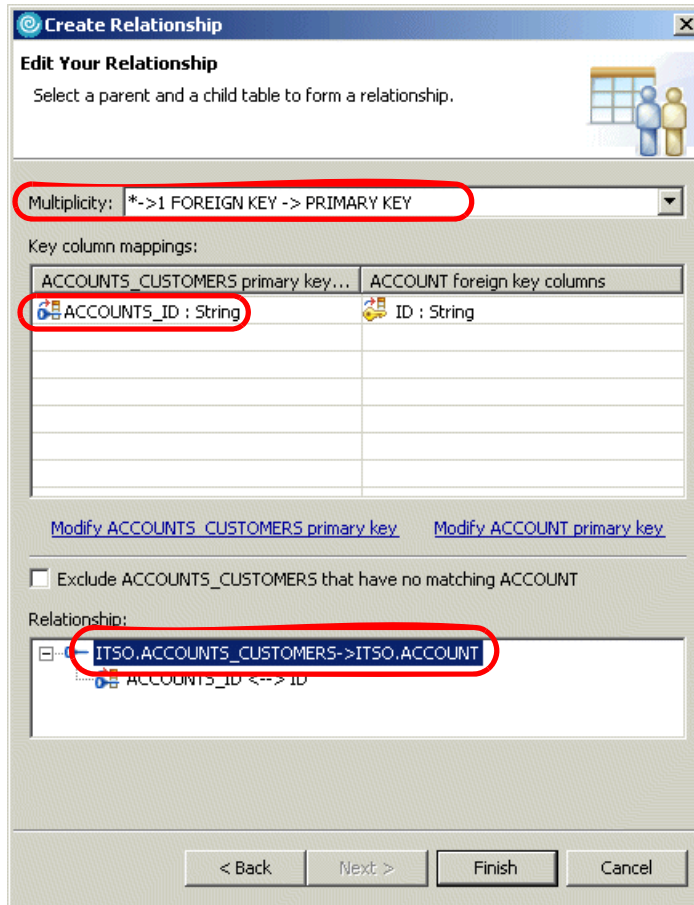 Create Relationship
Edit Your Relationship
Select a parent and a child table to form a relationship.
Multiplicity: *->1 FOREIGN KEY -> PRIMARY KEY
Key column mappings:
ACCOUNTS_CUSTOMERS primary key... ACCOUNT foreign key columns
ACCOUNTS_ID : String ID : String
Modify ACCOUNTS_CUSTOMERS primary key Modify ACCOUNT primary key
Exclude ACCOUNTS_CUSTOMERS that have no matching ACCOUNT
Relationship:
ITSO.ACCOUNTS_CUSTOMERS->ITSO.ACCOUNT
ACCOUNTS_ID <--> ID
< Back Next > Finish Cancel